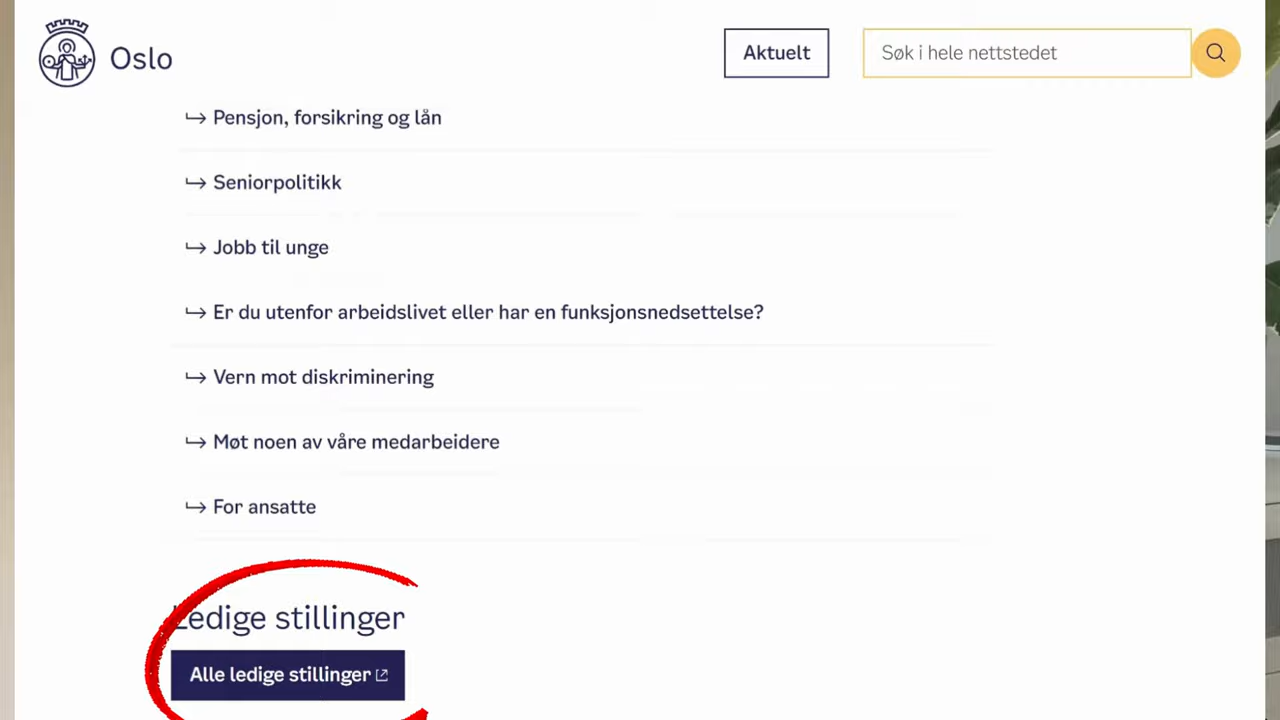 Oslo
Aktuelt
Søk i hele nettstedet
Pensjon, forsikring og lån
Seniorpolitikk
Jobb til unge
Er du utenfor arbeidslivet eller har en funksjonsnedsettelse?
Vern mot diskriminering
Møt noen av våre medarbeidere
For ansatte
Ledige stillinger
Alle ledige stillinger